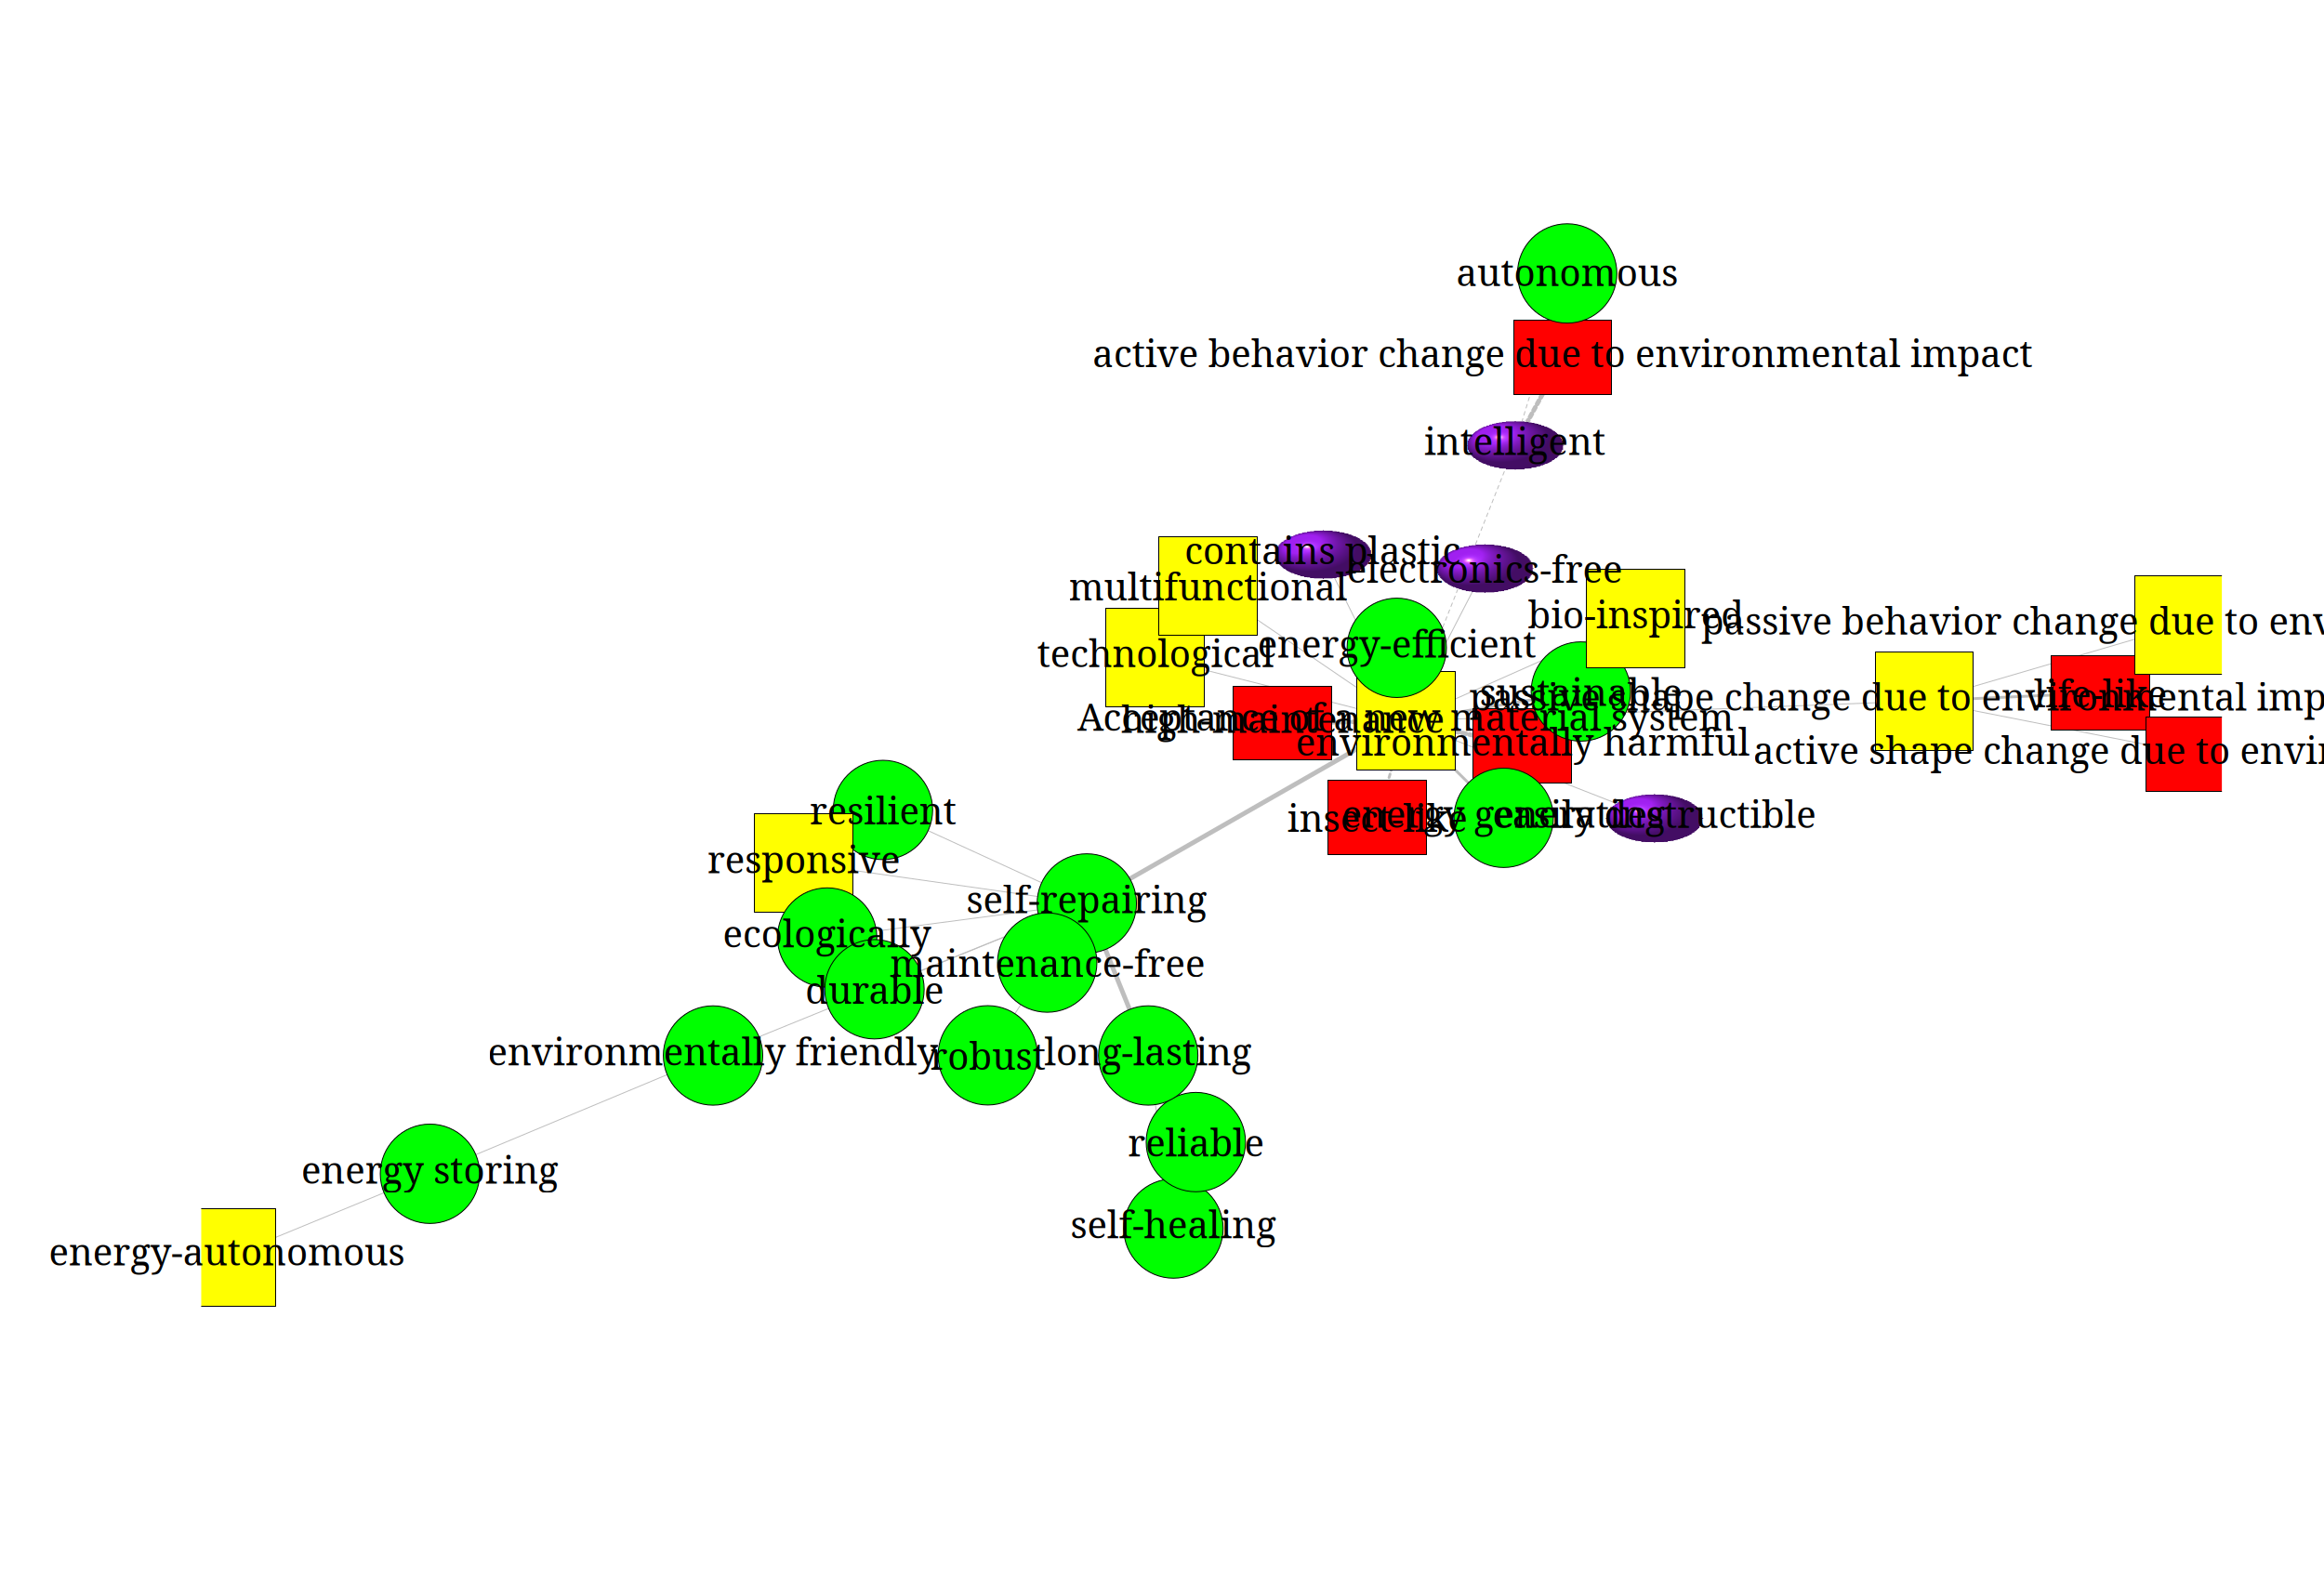 autonomous
active behavior change due to environmental impact
intelligent
contains plastic
electronics-free
multifunctional
bio-inspired
passive behavior change due to env
energy-efficient
technological
sustainable
life-like
passive shape change due to environmental imp
Acceptance of a new material system
high-maintenance
environmentally harmful
active shape change due to envir
resilient
energy generating
easily destructible
insect-like
responsive
self-repairing
ecologically
maintenance-free
durable
environmentally friendly
robust
long-lasting
reliable
energy storing
self-healing
energy-autonomous